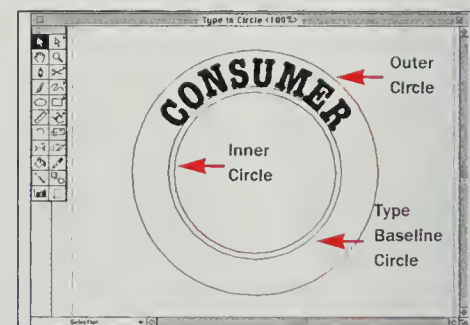 Type in Circle (100%)
CONSUMER
Outer
Circle
Inner
Circle
Type
Baseline
Circle
Selection